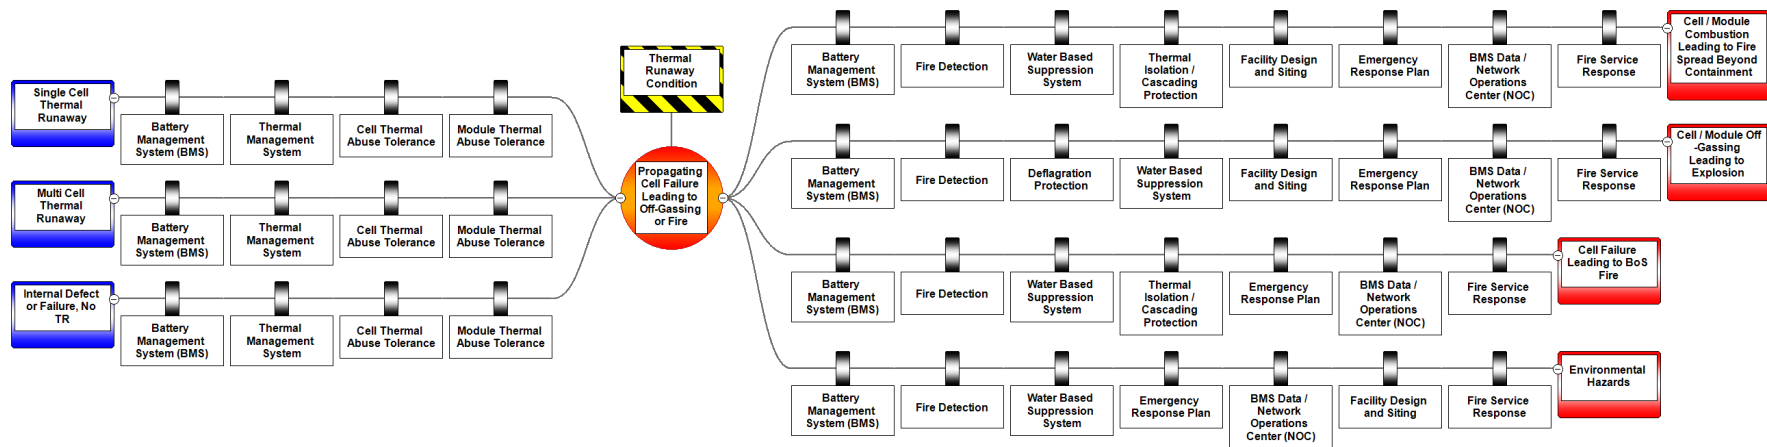 Single Cell
Thermal
Runaway
Battery
Management
System (BMS)
Thermal
Management
System
Cell Thermal
Abuse Tolerance
Module Thermal
Abuse Tolerance
Multi Cell
Thermal
Runaway
Battery
Management
System (BMS)
Thermal
Management
System
Cell Thermal
Abuse Tolerance
Module Thermal
Abuse Tolerance
Internal Defect
or Failure, No
TR
Battery
Management
System (BMS)
Thermal
Management
System
Cell Thermal
Abuse Tolerance
Module Thermal
Abuse Tolerance
Thermal
Runaway
Condition
Propagating
Cell Failure
Leading to
Off-Gassing
or Fire
Battery
Management
System (BMS)
Fire Detection
Water Based
Suppression
System
Thermal
Isolation /
Cascading
Protection
Facility Design
and Siting
Emergency
Response Plan
BMS Data /
Network
Operations
Center (NOC)
Fire Service
Response
Cell / Module
Combustion
Leading to Fire
Spread Beyond
Containment
Battery
Management
System (BMS)
Fire Detection
Deflagration
Protection
Water Based
Suppression
System
Facility Design
and Siting
Emergency
Response Plan
BMS Data /
Network
Operations
Center (NOC)
Fire Service
Response
Cell / Module Off
-Gassing
Leading to
Explosion
Battery
Management
System (BMS)
Fire Detection
Water Based
Suppression
System
Thermal
Isolation /
Cascading
Protection
Emergency
Response Plan
BMS Data /
Network
Operations
Center (NOC)
Fire Service
Response
Cell Failure
Leading to BoS
Fire
Battery
Management
System (BMS)
Fire Detection
Water Based
Suppression
System
Emergency
Response Plan
BMS Data /
Network
Operations
Center (NOC)
Facility Design
and Siting
Fire Service
Response
Environmental
Hazards